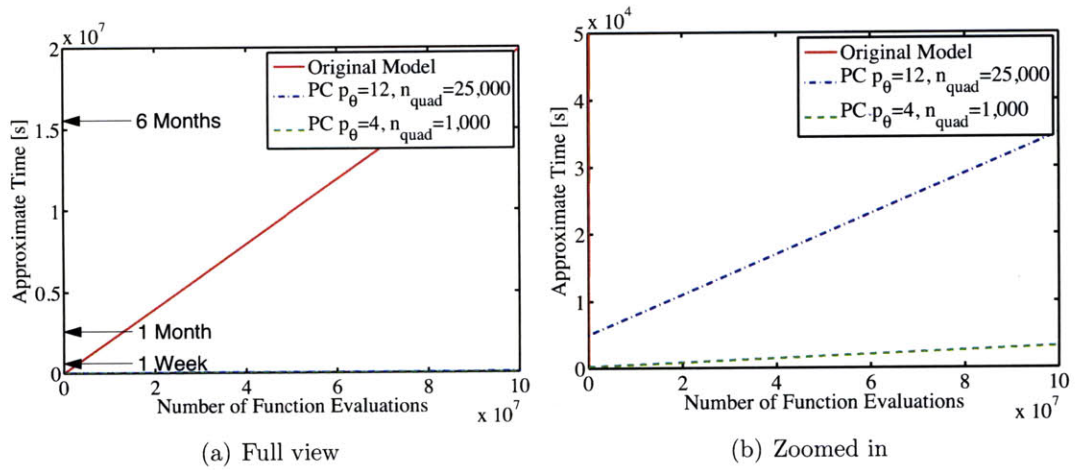 x 10^7
2
1.5
1
0.5
0
Approximate Time [s]
6 Months
1 Month
1 Week
Original Model
PC p_θ=12, n_quad=25,000
PC p_θ=4, n_quad=1,000
0 2 4 6 8 10
x 10^7
Number of Function Evaluations
(a) Full view
x 10^4
5
4
3
2
1
0
Approximate Time [s]
Original Model
PC p_θ=12, n_quad=25,000
PC p_θ=4, n_quad=1,000
0 2 4 6 8 10
x 10^7
Number of Function Evaluations
(b) Zoomed in